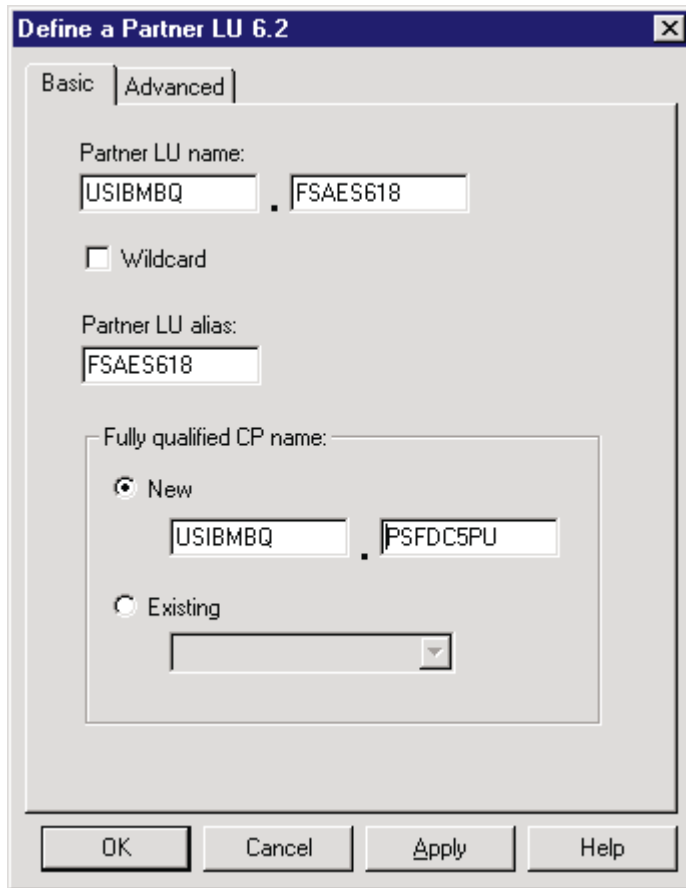 Define a Partner LU 6.2
Basic Advanced
Partner LU name:
USIBMBQ . FSAES618
Wildcard
Partner LU alias:
FSAES618
Fully qualified CP name:
New
USIBMBQ . PSFDC5PU
Existing
OK Cancel Apply Help